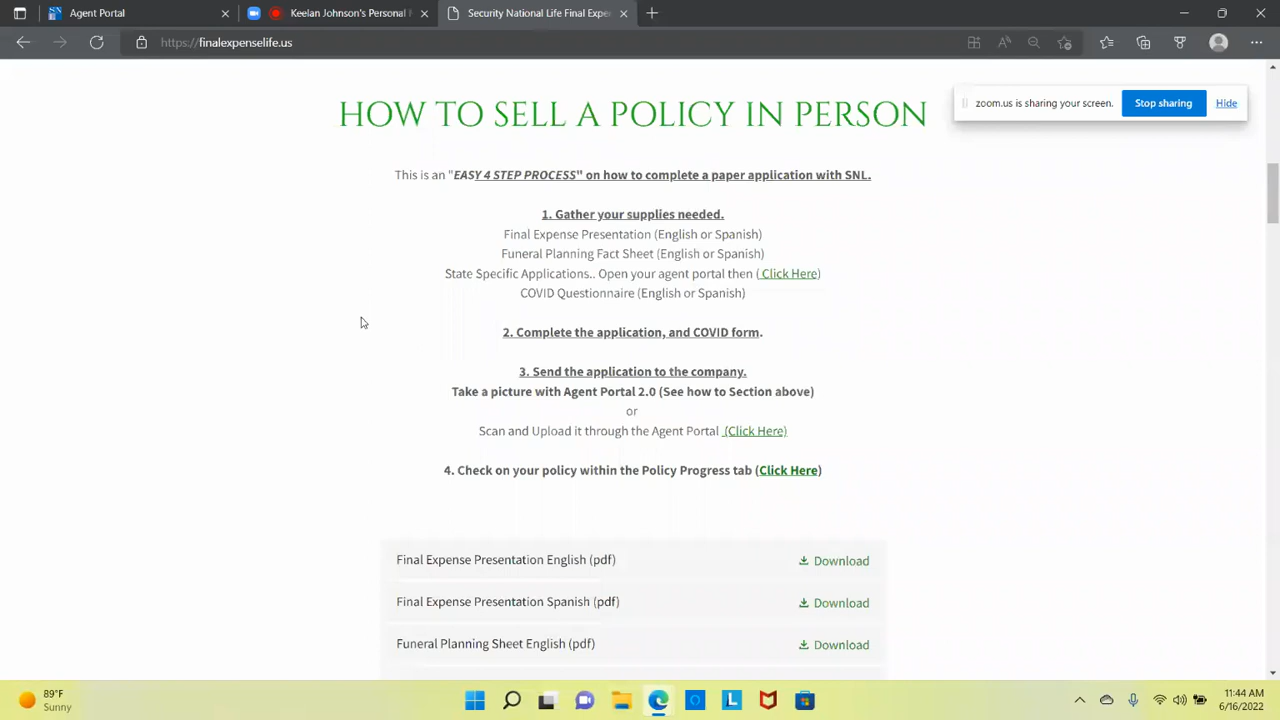 Agent Portal
Keelan Johnson's Personal
Security National Life Final Expe
https://finalexpenselife.us
zoom.us is sharing your screen.
Stop sharing
Hide
HOW TO SELL A POLICY IN PERSON
This is an "EASY 4 STEP PROCESS" on how to complete a paper application with SNL.
1. Gather your supplies needed.
Final Expense Presentation (English or Spanish)
Funeral Planning Fact Sheet (English or Spanish)
State Specific Applications.. Open your agent portal then ( Click Here)
COVID Questionnaire (English or Spanish)
2. Complete the application, and COVID form.
3. Send the application to the company.
Take a picture with Agent Portal 2.0 (See how to Section above)
or
Scan and Upload it through the Agent Portal (Click Here)
4. Check on your policy within the Policy Progress tab (Click Here)
Final Expense Presentation English (pdf)
Download
Final Expense Presentation Spanish (pdf)
Download
Funeral Planning Sheet English (pdf)
Download
89°F
Sunny
11:44 AM
6/16/2022